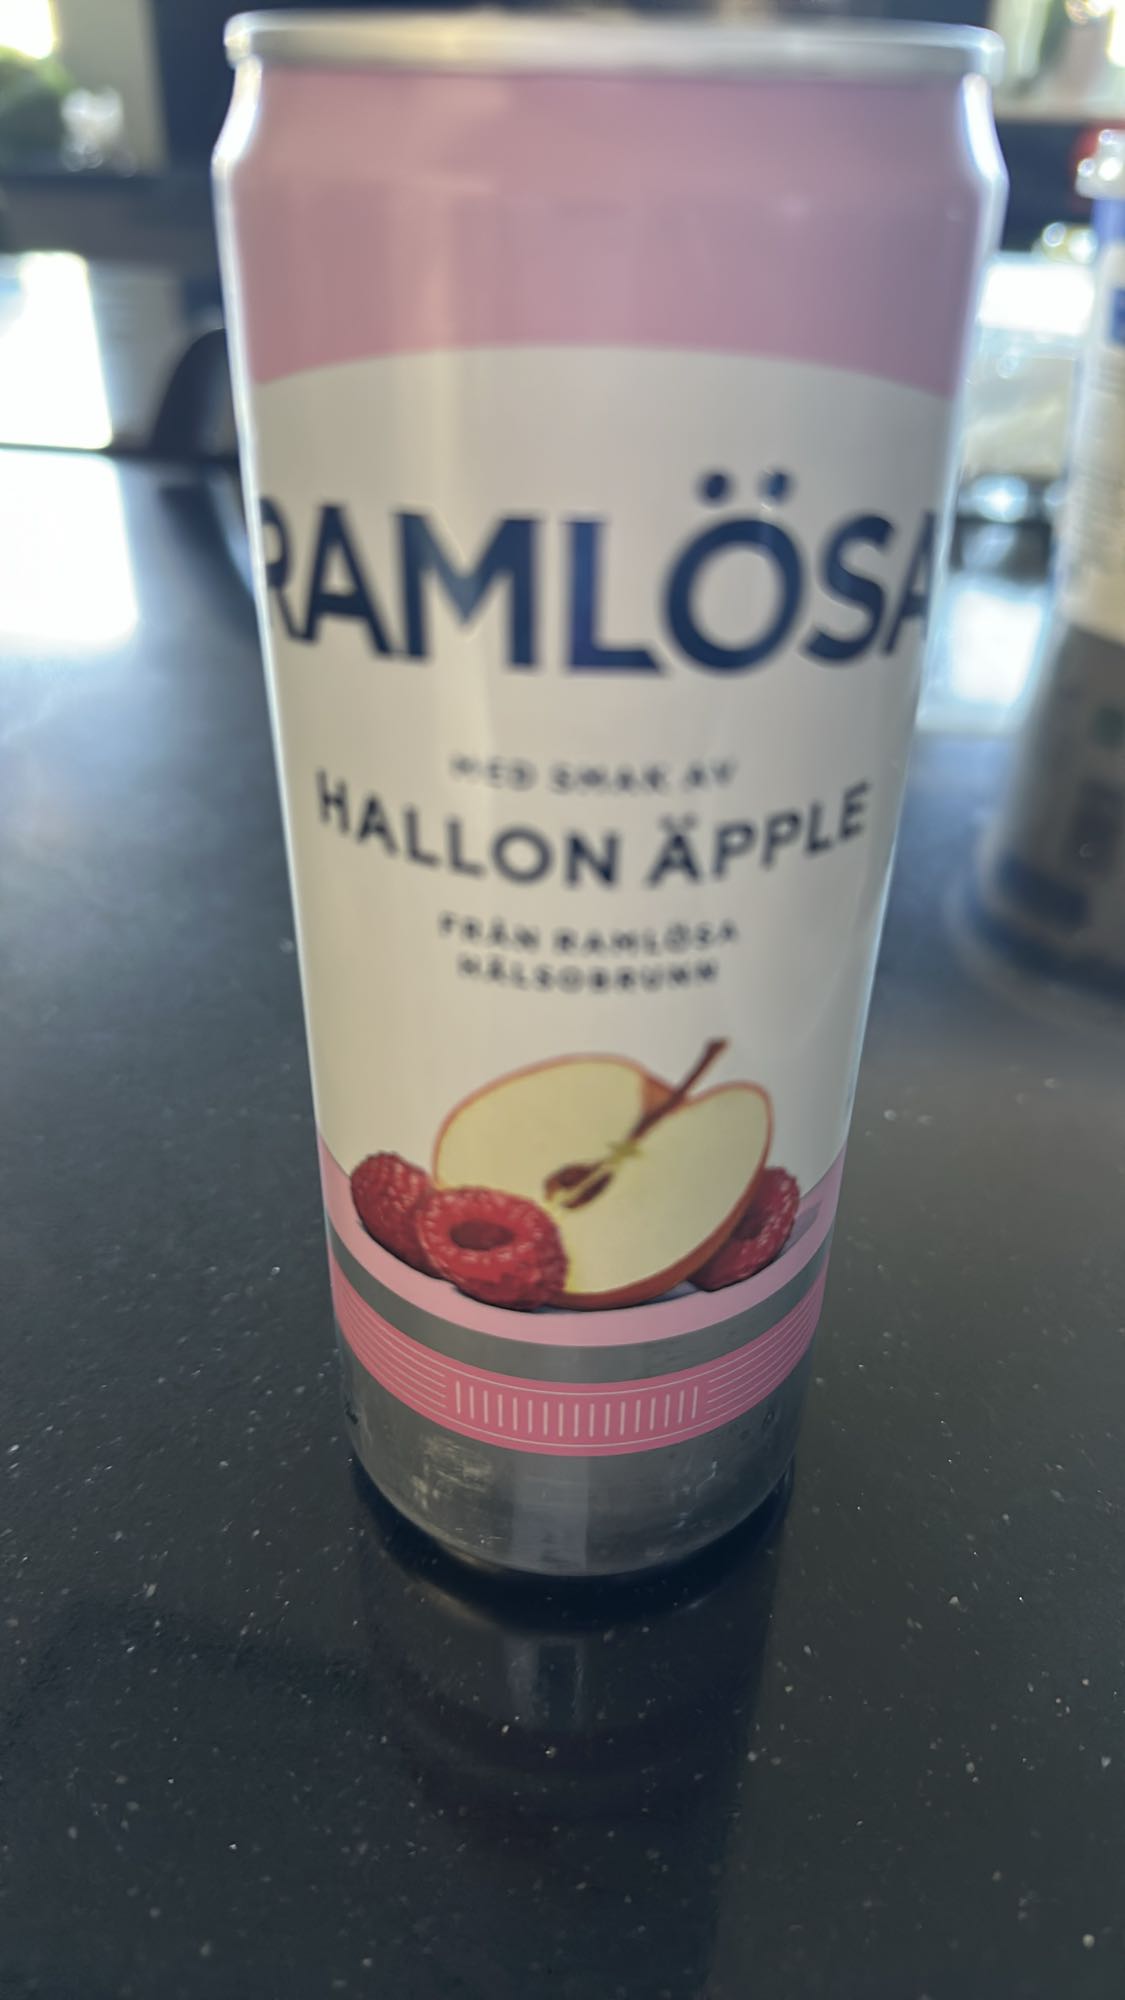 RAMLÖSA
MED SMAK AV
HALLON ÄPPLE
FRÅN RAMLÖSA
HÄLSOBRUNN